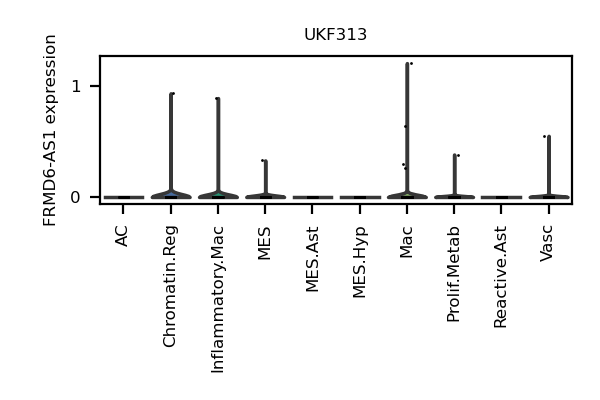 UKF313
FRMD6-AS1 expression
1
0
AC
Chromatin.Reg
Inflammatory.Mac
MES
MES.Ast
MES.Hyp
Mac
Prolif.Metab
Reactive.Ast
Vasc